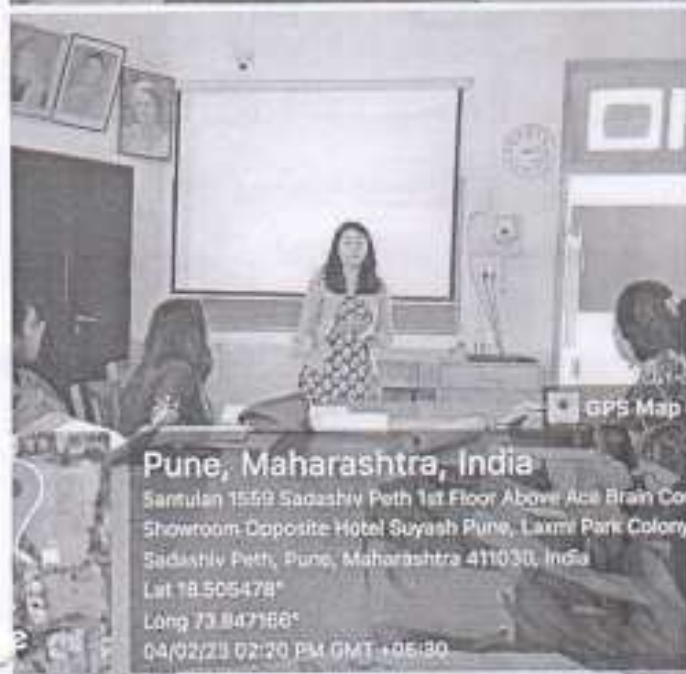 GPS Map
Pune, Maharashtra, India
Santulan 1559 Sadashiv Peth 1st Floor Above Ace Brain Co
Showroom Opposite Hotel Suyash Pune, Laxmi Park Colony
Sadashiv Peth, Pune, Maharashtra 411030, India
Lat 18.505478°
Long 73.847166°
04/02/23 02:20 PM GMT +05:30